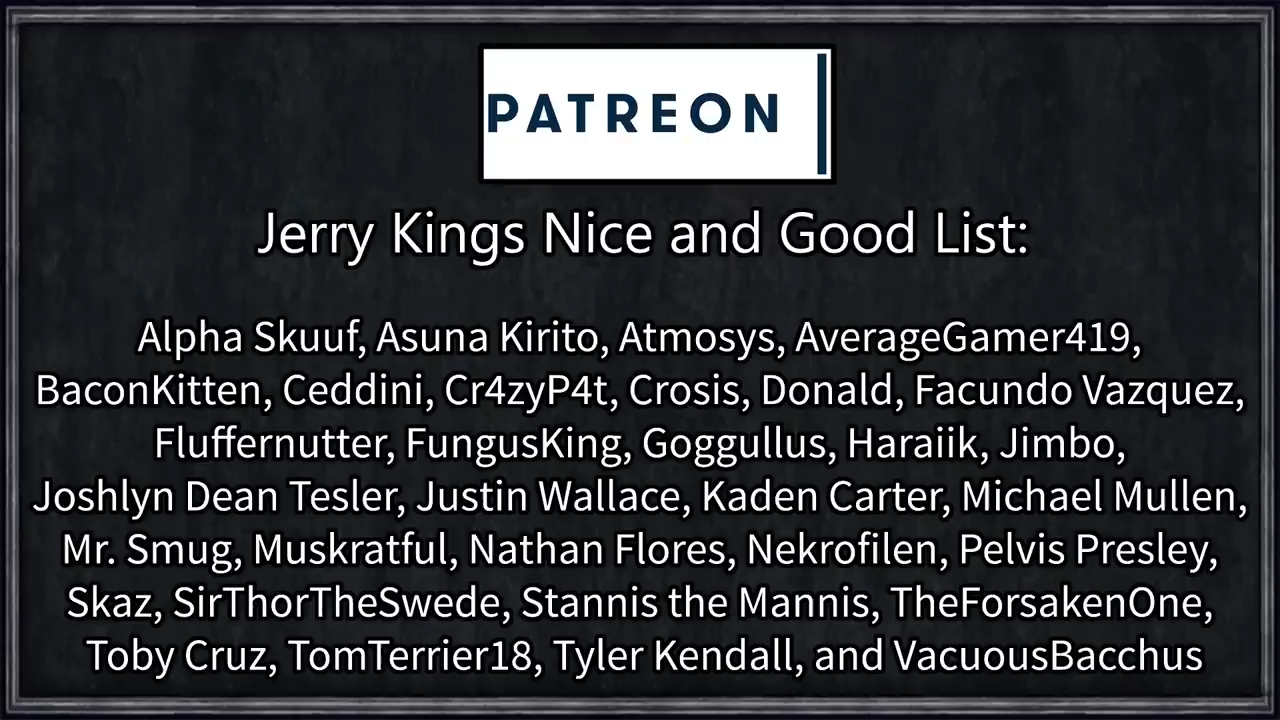 PATREON
Jerry Kings Nice and Good List:
Alpha Skuuf, Asuna Kirito, Atmosys, AverageGamer419,
BaconKitten, Ceddini, Cr4zyP4t, Crosis, Donald, Facundo Vazquez,
Fluffernutter, FungusKing, Goggullus, Haraiik, Jimbo,
Joshlyn Dean Tesler, Justin Wallace, Kaden Carter, Michael Mullen,
Mr. Smug, Muskratful, Nathan Flores, Nekrofilen, Pelvis Presley,
Skaz, SirThorTheSwede, Stannis the Mannis, TheForsakenOne,
Toby Cruz, TomTerrier18, Tyler Kendall, and VacuousBacchus